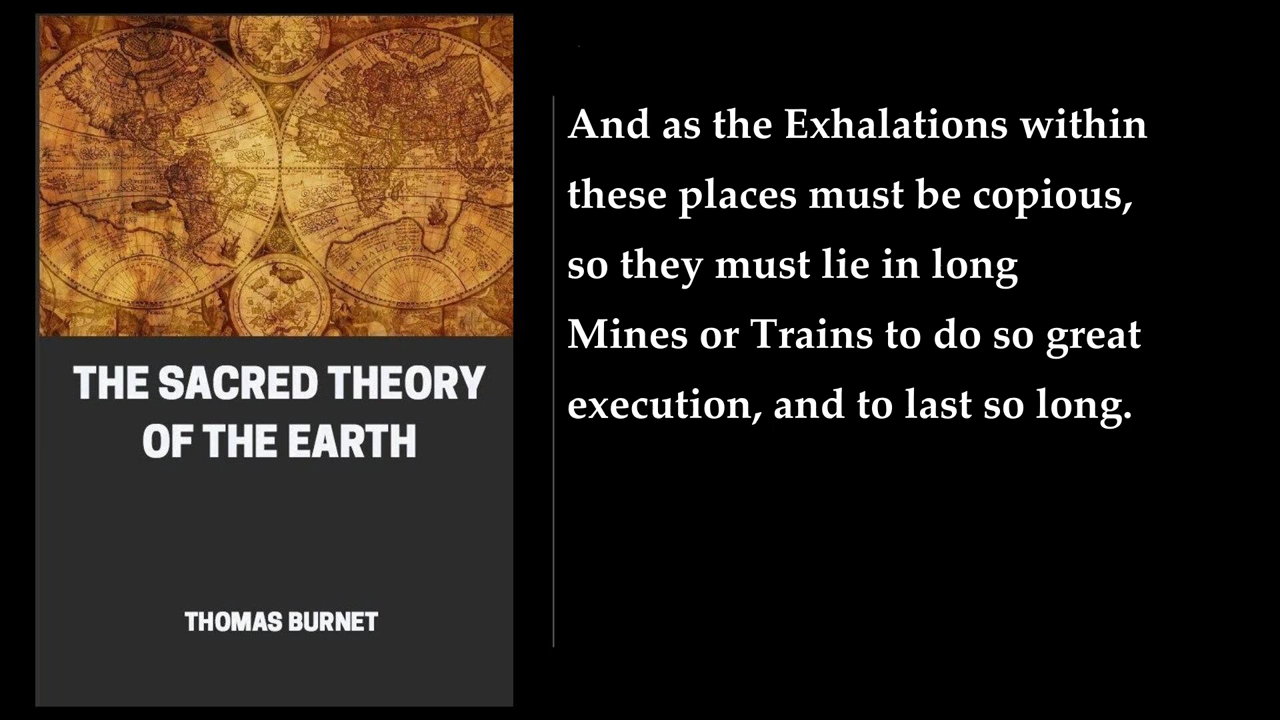 THE SACRED THEORY
OF THE EARTH
THOMAS BURNET
And as the Exhalations within
these places must be copious,
so they must lie in long
Mines or Trains to do so great
execution, and to last so long.